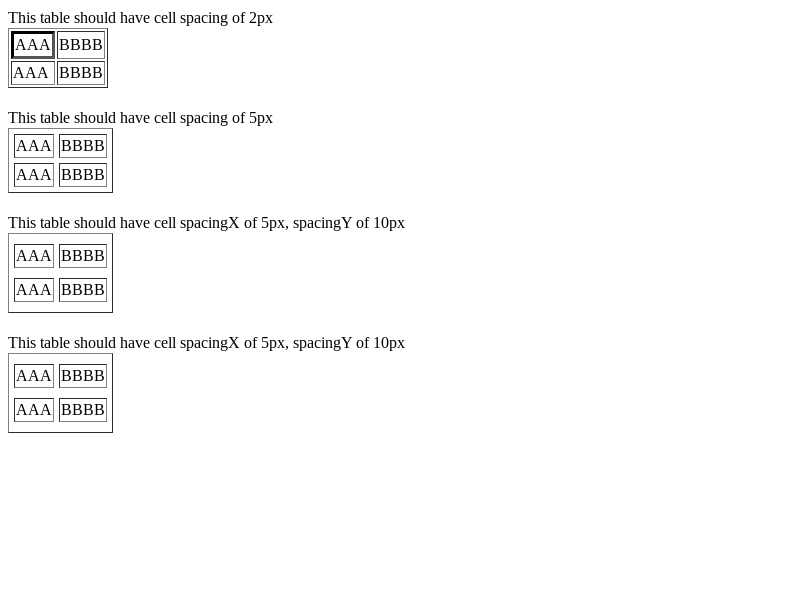 This table should have cell spacing of 2px
AAA BBBB
AAA BBBB
This table should have cell spacing of 5px
AAA BBBB
AAA BBBB
This table should have cell spacingX of 5px, spacingY of 10px
AAA BBBB
AAA BBBB
This table should have cell spacingX of 5px, spacingY of 10px
AAA BBBB
AAA BBBB